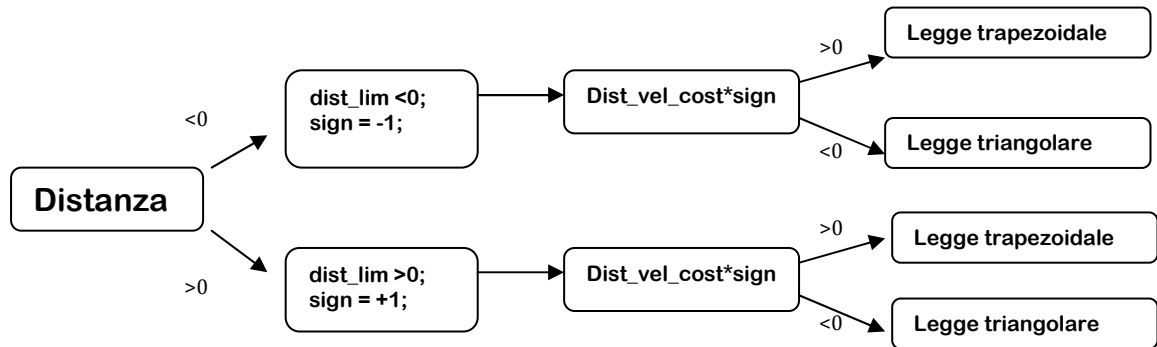 Legge trapezoidale
>0
dist_lim <0;
sign = -1;
Dist_vel_cost*sign
<0
<0
Legge triangolare
Distanza
>0
Legge trapezoidale
>0
dist_lim >0;
sign = +1;
Dist_vel_cost*sign
<0
Legge triangolare